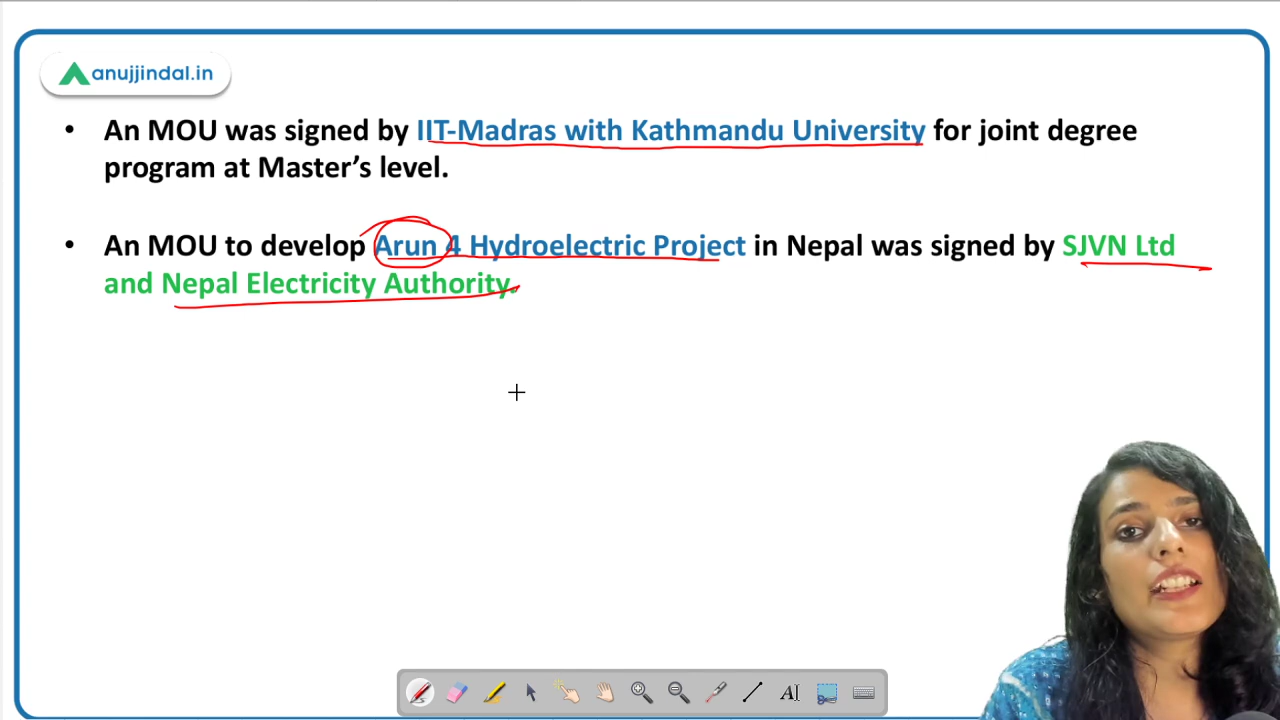 anujjindal.in
• An MOU was signed by IIT-Madras with Kathmandu University for joint degree
program at Master’s level.
• An MOU to develop Arun 4 Hydroelectric Project in Nepal was signed by SJVN Ltd
and Nepal Electricity Authority.
AI